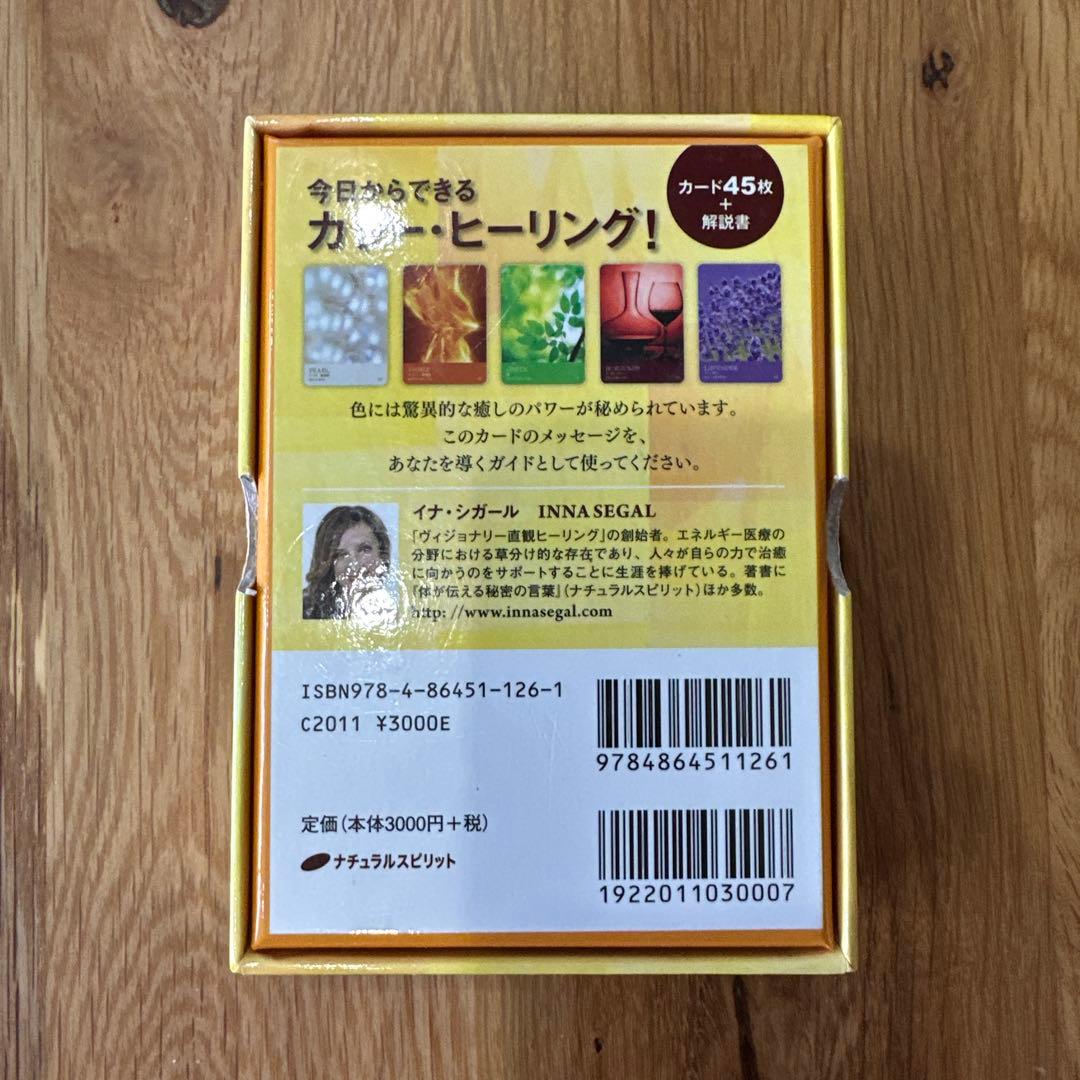 今日からできる
カラー・ヒーリング!
カード45枚
+
解説書
PEARL
色には驚異的な癒しのパワーが秘められています。
このカードのメッセージを、
あなたを導くガイドとして使ってください。
イナ・シガール INNA SEGAL
「ヴィジョナリー直観ヒーリング」の創始者。エネルギー医療の
分野における草分け的な存在であり、人々が自らの力で治癒
に向かうのをサポートすることに生涯を捧げている。著書に
『体が伝える秘密の言葉』(ナチュラルスピリット)ほか多数。
http://www.innasegal.com
ISBN978-4-86451-126-1
C2011 ¥3000E
9784864511261
定価(本体3000円+税)
ナチュラルスピリット
1922011030007